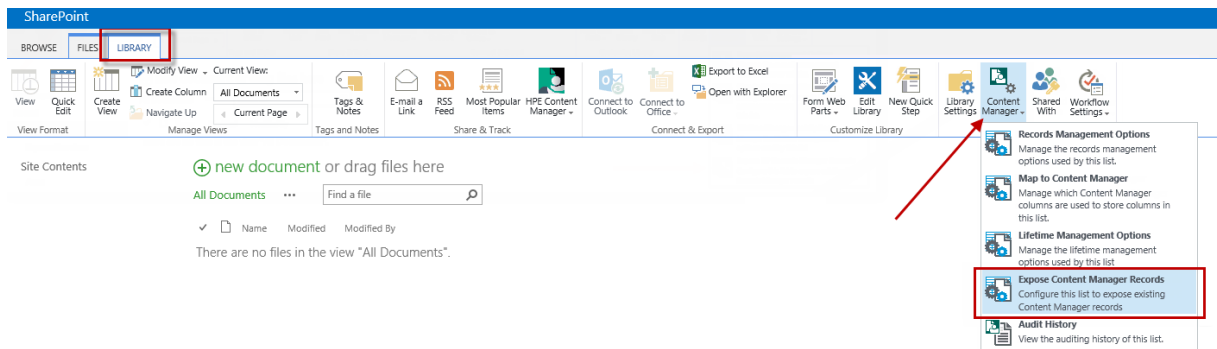 SharePoint
BROWSE FILES LIBRARY
View
Quick Edit
Create View
Modify View
Create Column
Navigate Up
Current View:
All Documents
Current Page
Tags & Notes
E-mail a Link
RSS Feed
Most Popular Items
HPE Content Manager
Connect to Outlook
Connect to Office
Export to Excel
Open with Explorer
Form Web Parts
Edit Library
New Quick Step
Library Settings
Content Manager
Shared With
Workflow Settings
View Format
Manage Views
Tags and Notes
Share & Track
Connect & Export
Customize Library
Site Contents
new document or drag files here
All Documents ... Find a file
Name Modified Modified By
There are no files in the view "All Documents".
Records Management Options
Manage the records management
options used by this list.
Map to Content Manager
Manage which Content Manager
columns are used to store columns in
this list.
Lifetime Management Options
Manage the lifetime management
options used by this list
Expose Content Manager Records
Configure this list to expose existing
Content Manager records
Audit History
View the auditing history of this list.